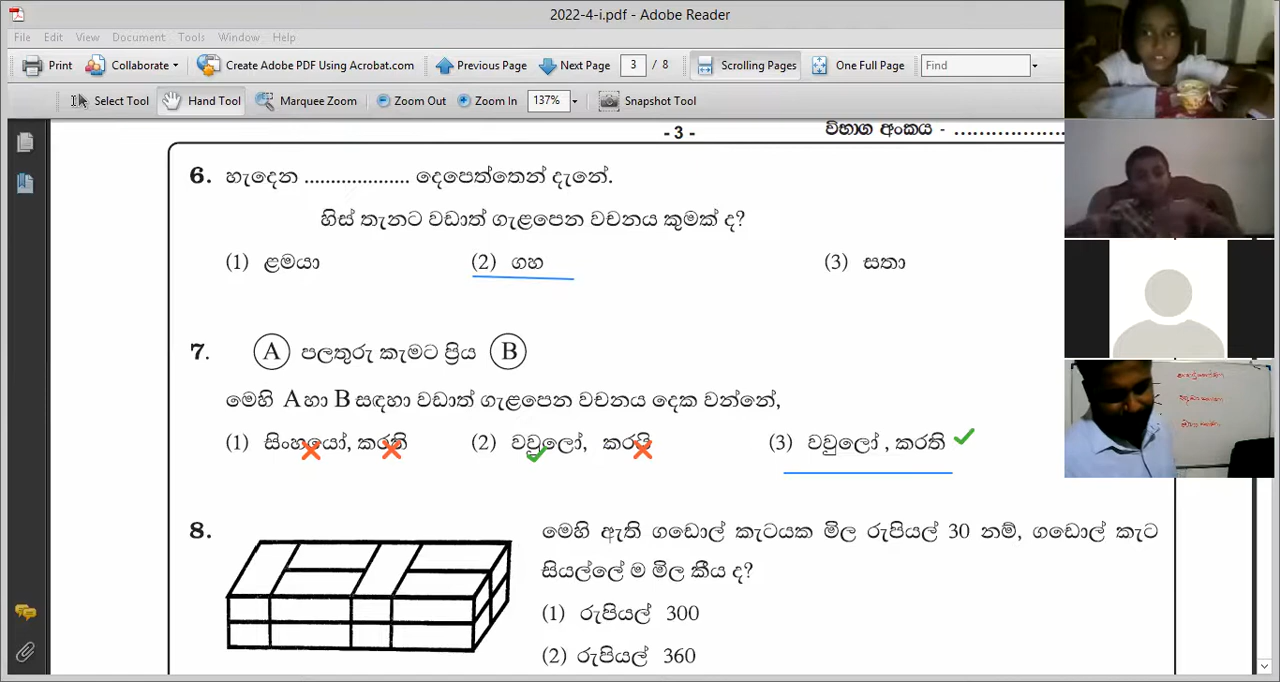 2022-4-i.pdf - Adobe Reader
File Edit View Document Tools Window Help
Print Collaborate Create Adobe PDF Using Acrobat.com Previous Page Next Page 3 / 8 Scrolling Pages One Full Page Find
Select Tool Hand Tool Marquee Zoom Zoom Out Zoom In 137% Snapshot Tool
- 3 - විභාග අංකය - ....................
6. හැදෙන .................... දෙපෙත්තෙන් දැනේ.
හිස් තැනට වඩාත් ගැළපෙන වචනය කුමක් ද?
(1) ළමයා (2) ගහ (3) සතා
7. A පලතුරු කැමට ප්‍රිය B
මෙහි A හා B සඳහා වඩාත් ගැළපෙන වචනය දෙක වන්නේ,
(1) සිංහයෝ, කරති (2) වවුලෝ, කරයි (3) වවුලෝ , කරති
8. මෙහි ඇති ගඩොල් කැටයක මිල රුපියල් 30 නම්, ගඩොල් කැට
සියල්ලේ ම මිල කීය ද?
(1) රුපියල් 300
(2) රුපියල් 360